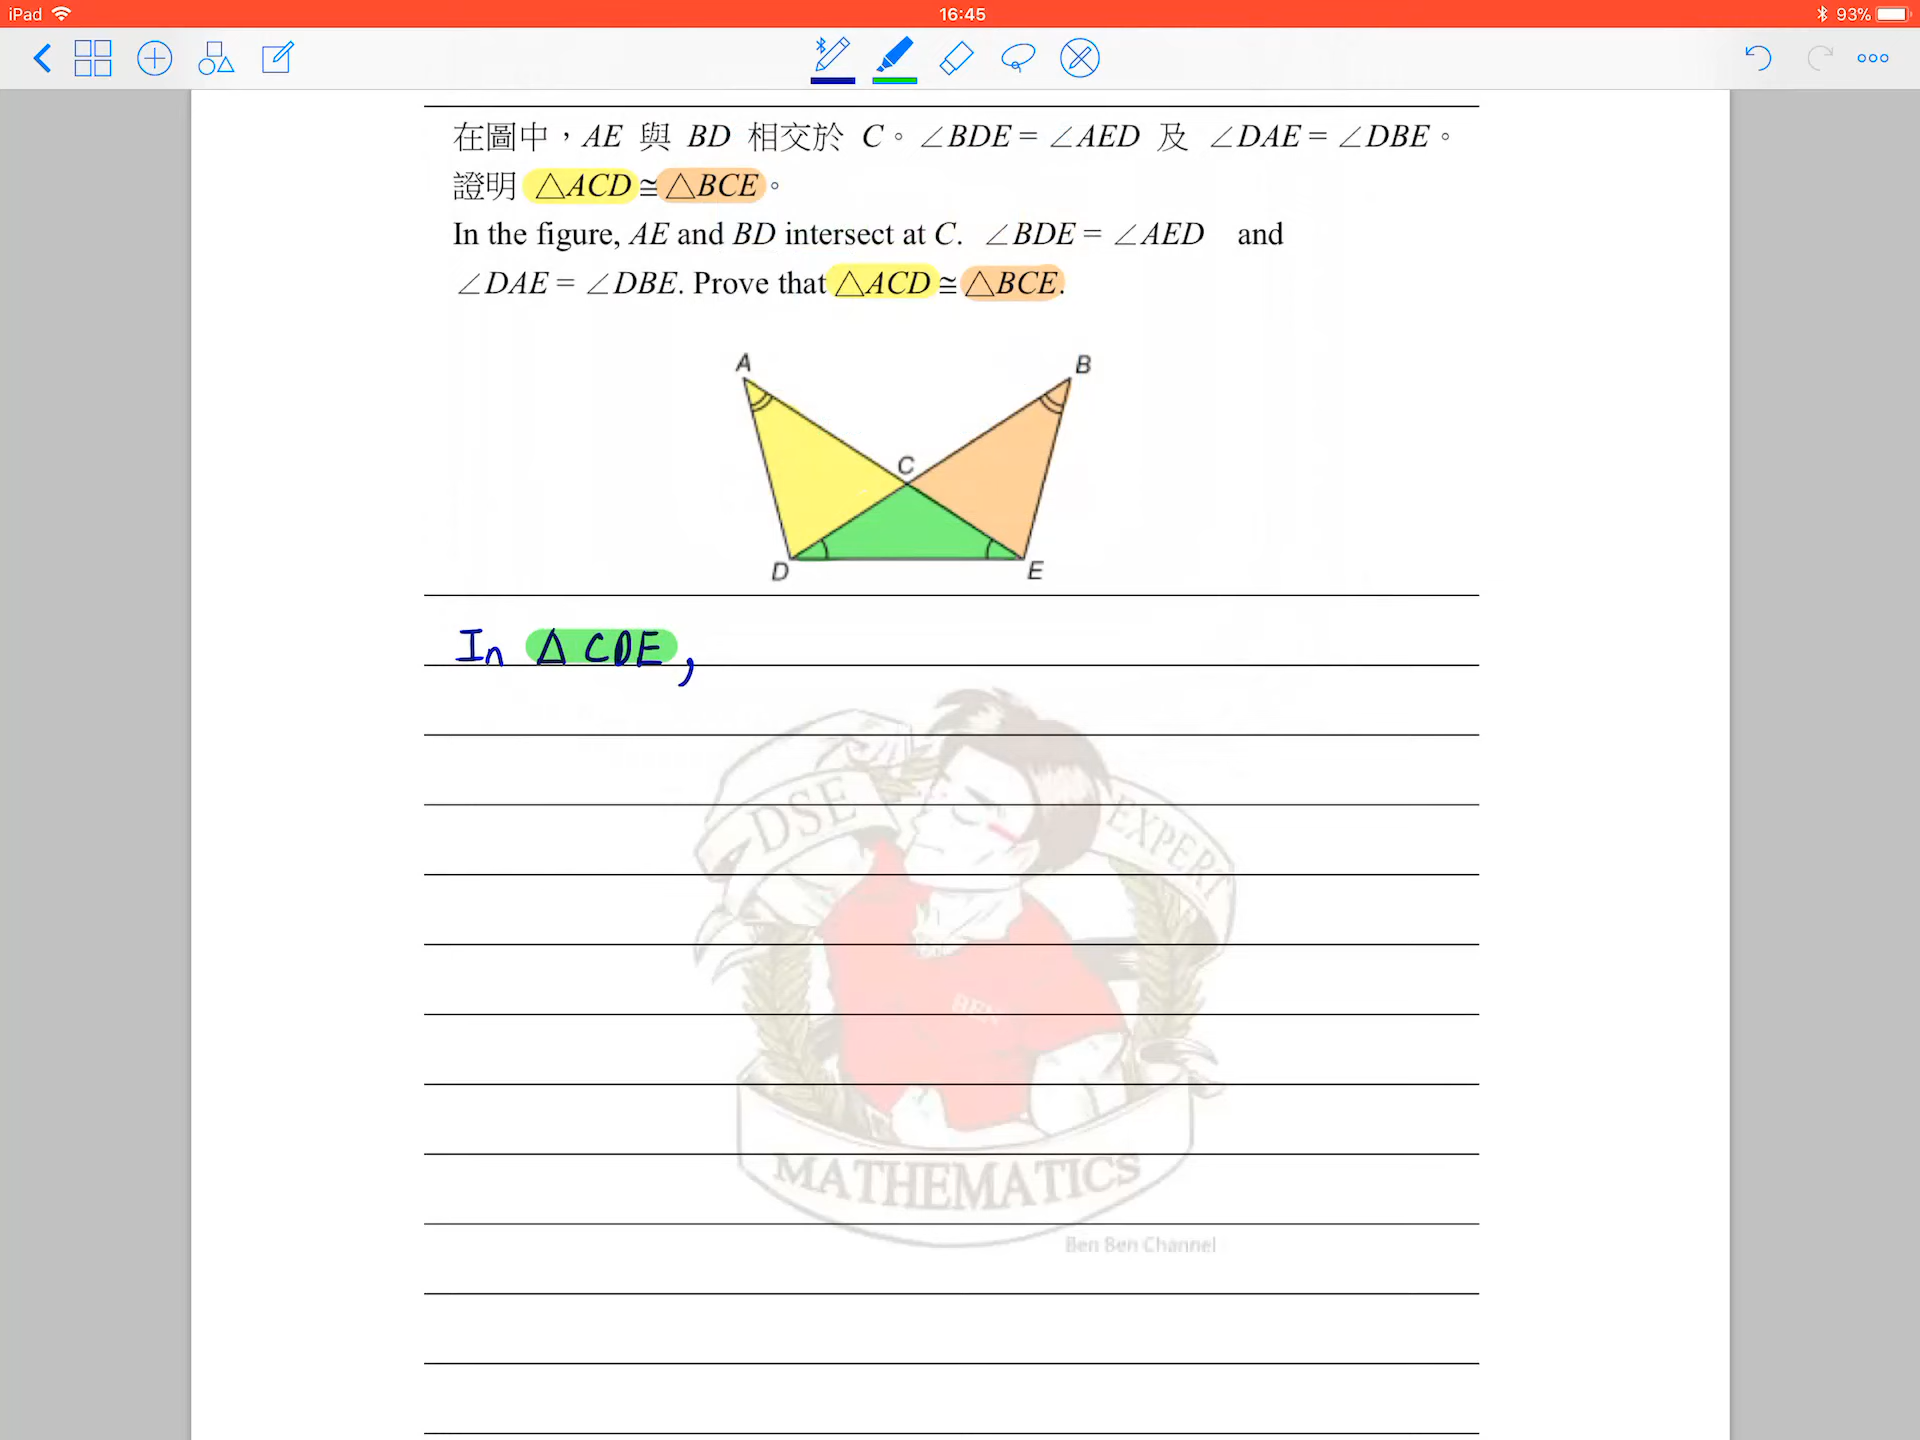 iPad 16:45 93%
在圖中，AE 與 BD 相交於 C。∠BDE = ∠AED 及 ∠DAE = ∠DBE。
證明 △ACD ≅ △BCE。
In the figure, AE and BD intersect at C. ∠BDE = ∠AED and
∠DAE = ∠DBE. Prove that △ACD ≅ △BCE.
A B
C
D E
In △ CDE,
DSE EXPERT
BEN
MATHEMATICS
Ben Ben Channel